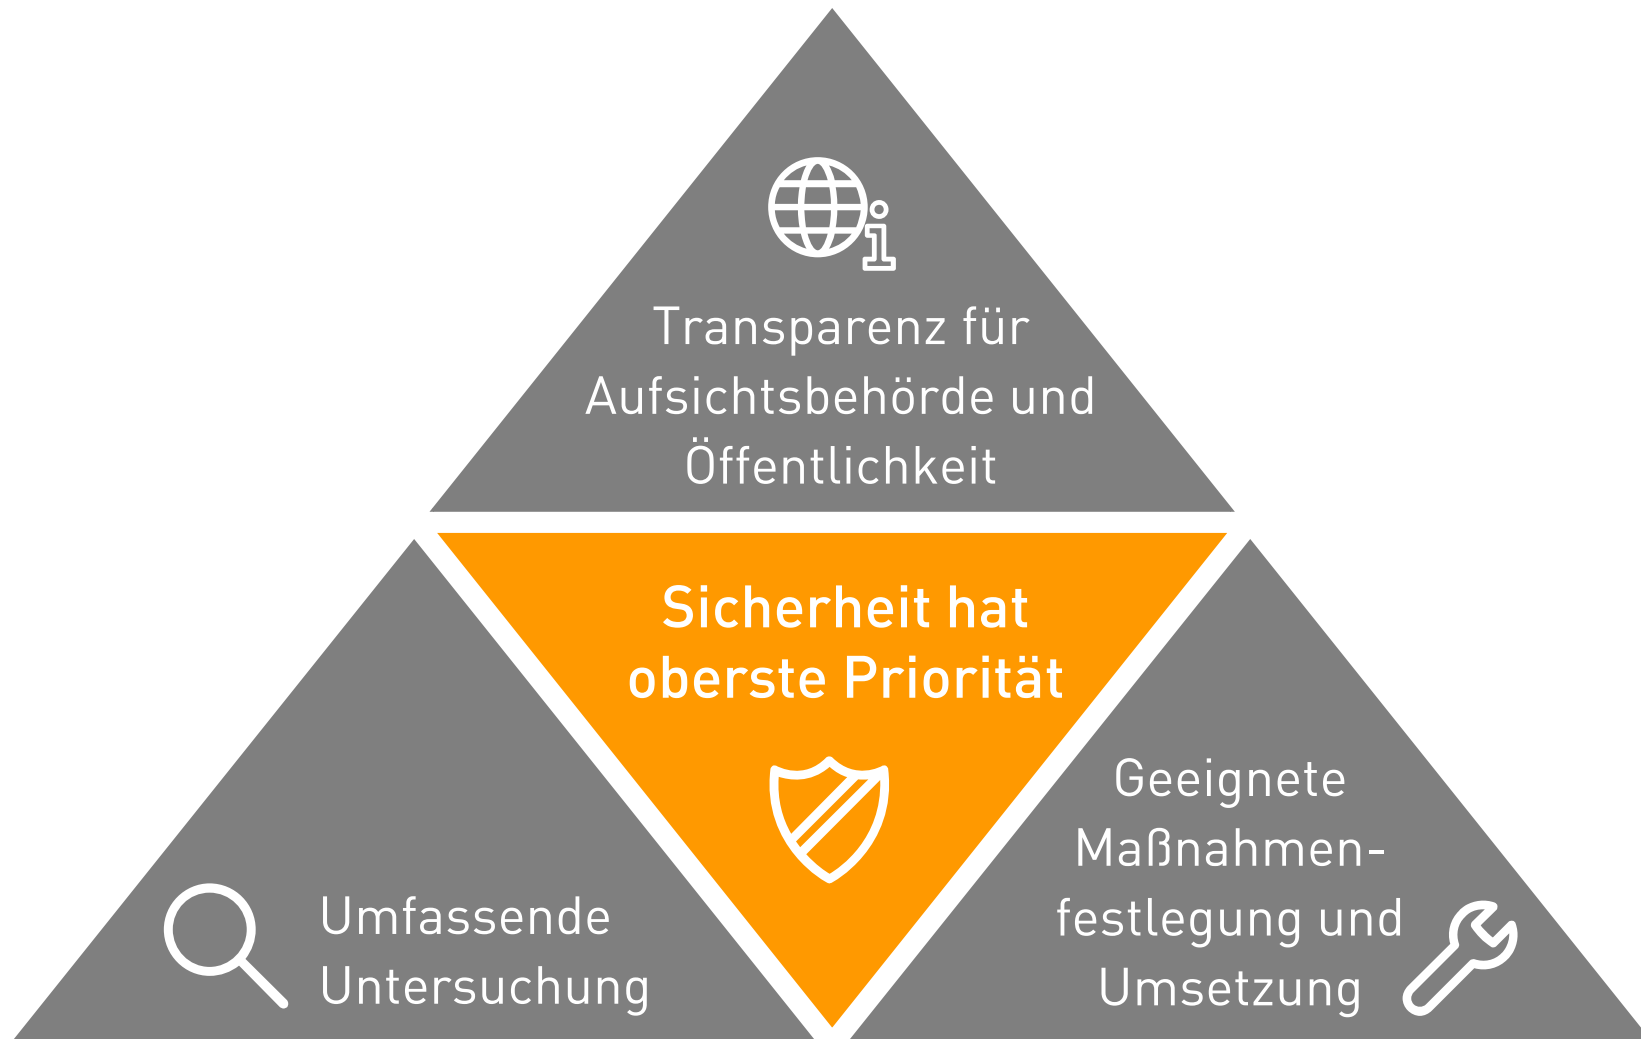 Transparenz für
Aufsichtsbehörde und
Öffentlichkeit
Sicherheit hat
oberste Priorität
Umfassende
Untersuchung
Geeignete
Maßnahmen-
festlegung und
Umsetzung